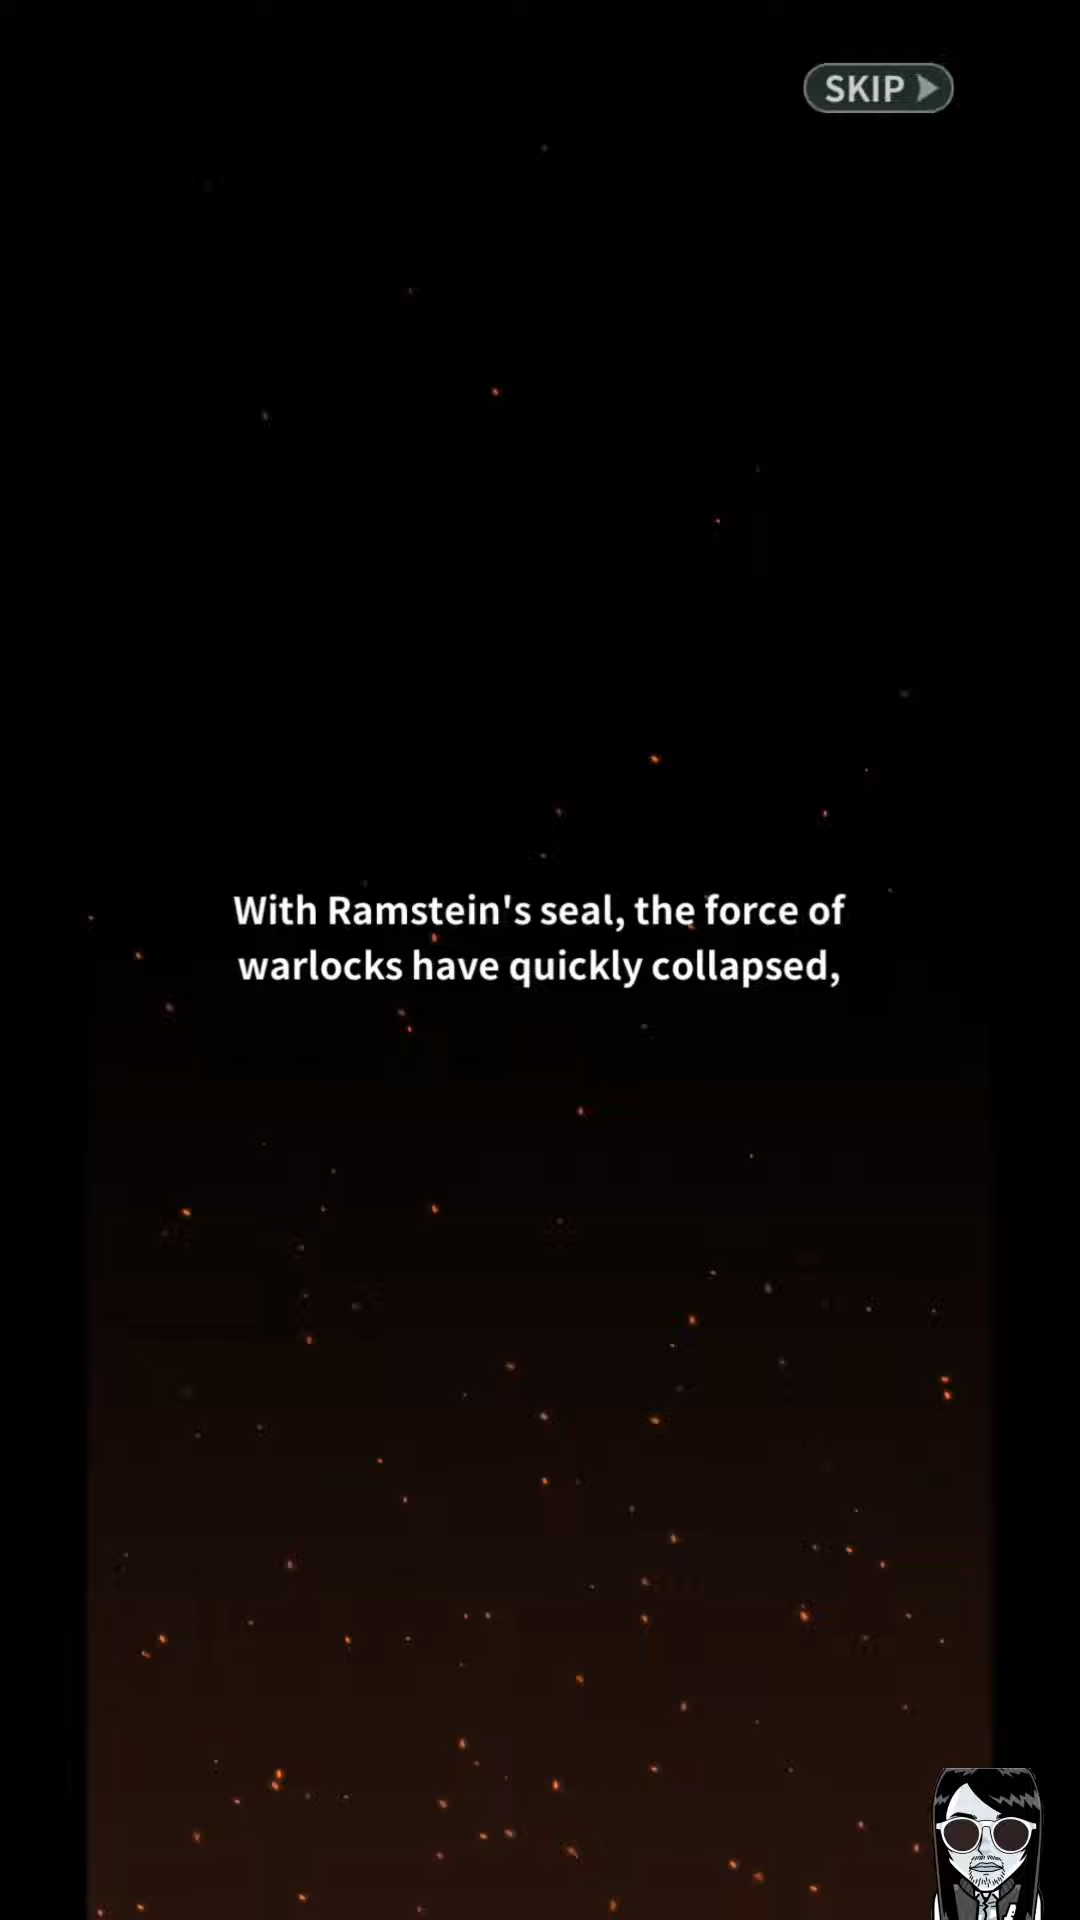 SKIP
With Ramstein's seal, the force of
warlocks have quickly collapsed,